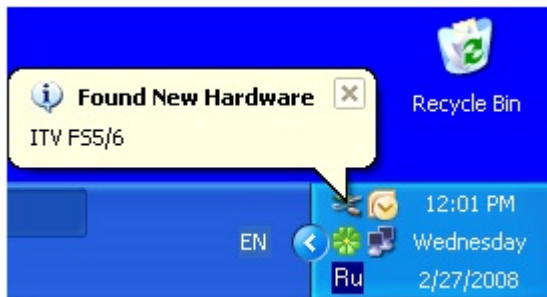 Found New Hardware
ITV FS5/6
Recycle Bin
EN
12:01 PM
Wednesday
Ru
2/27/2008